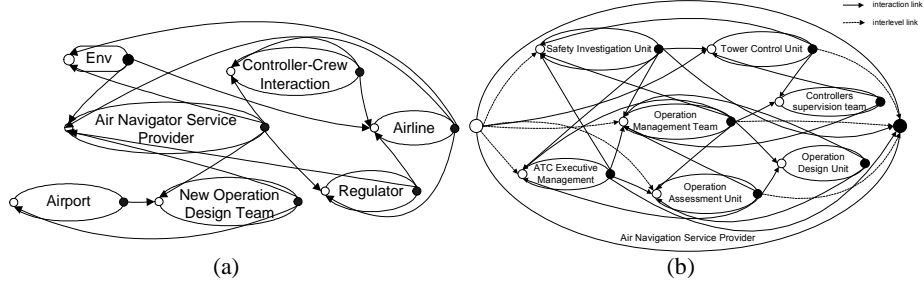 Env
Controller-Crew
Interaction
Air Navigator Service
Provider
Airline
Airport
New Operation
Design Team
Regulator
(a)
interaction link
interlevel link
Safety Investigation Unit
Tower Control Unit
Controllers
supervision team
Operation
Management Team
ATC Executive
Management
Operation
Assessment Unit
Operation
Design Unit
Air Navigation Service Provider
(b)